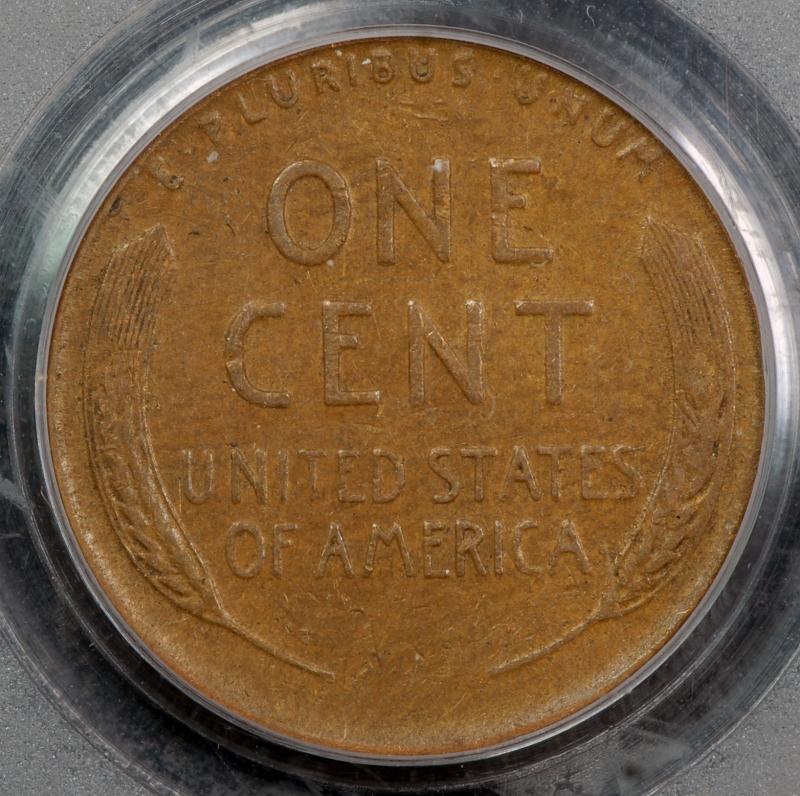 E·PLURIBUS·UNUM
ONE
CENT
UNITED STATES
OF AMERICA